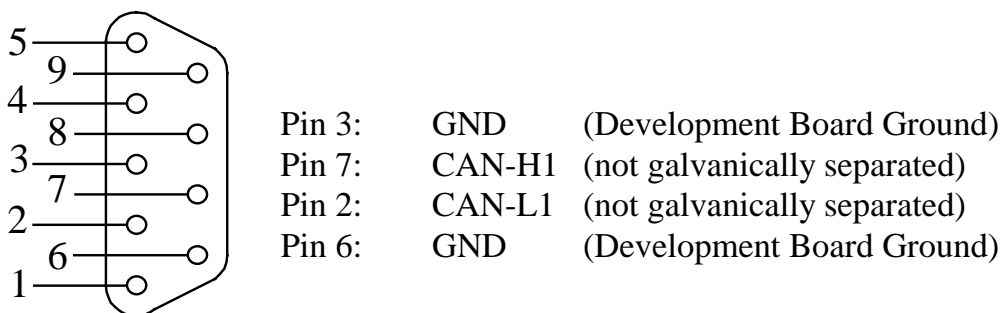 5
9
4
8
3
7
2
6
1
Pin 3: GND (Development Board Ground)
Pin 7: CAN-H1 (not galvanically separated)
Pin 2: CAN-L1 (not galvanically separated)
Pin 6: GND (Development Board Ground)